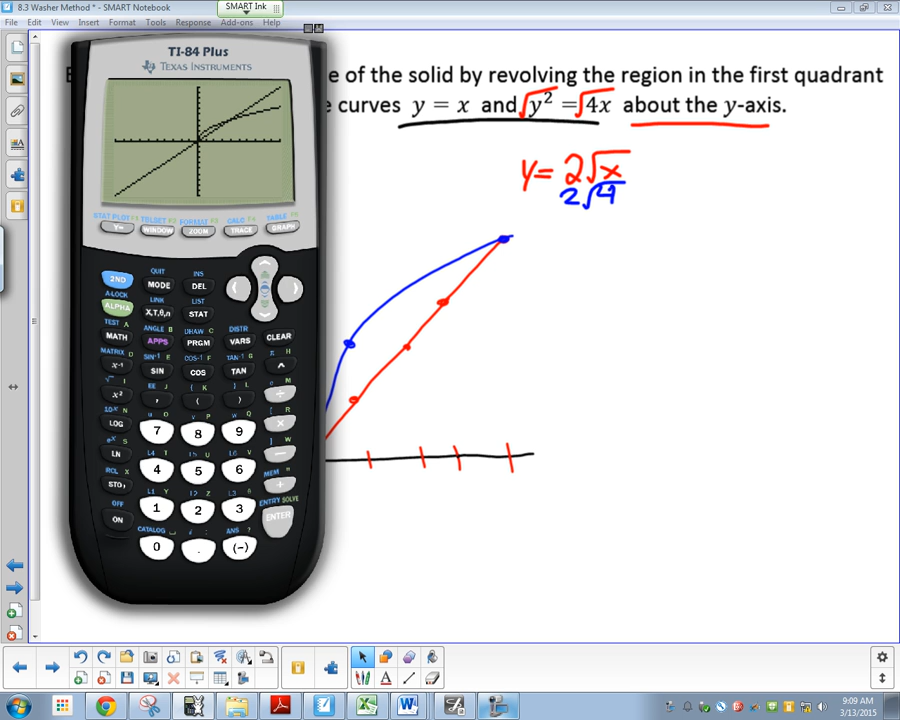 SMART Ink
8.3 Washer Method * - SMART Notebook
File Edit View Insert Format Tools Response Add-ons Help
TI-84 Plus
TEXAS INSTRUMENTS
e of the solid by revolving the region in the first quadrant
e curves y = x and √y² = √4x about the y-axis.
y = 2√x
2√4
STAT PLOT F1 TBLSET F2 FORMAT F3 CALC F4 TABLE F5
Y= WINDOW ZOOM TRACE GRAPH
QUIT INS
2ND MODE DEL
A-LOCK LINK LIST
ALPHA X,T,θ,n STAT
TEST A ANGLE B DRAW C DISTR
MATH APPS PRGM VARS CLEAR
MATRIX D SIN⁻¹ E COS⁻¹ F TAN⁻¹ G π H
x⁻¹ SIN COS TAN ^
√ I EE J { K } L e M
x² , ( ) ÷
10ˣ N u O v P w Q [ R
LOG 7 8 9 ×
eˣ S L4 T L5 U L6 V ] W
LN 4 5 6 −
RCL X L1 Y L2 Z L3 θ MEM "
STO› 1 2 3 +
OFF CATALOG ⎵ i : ANS ? ENTRY SOLVE
ON 0 . (-) ENTER
9:09 AM
3/13/2015